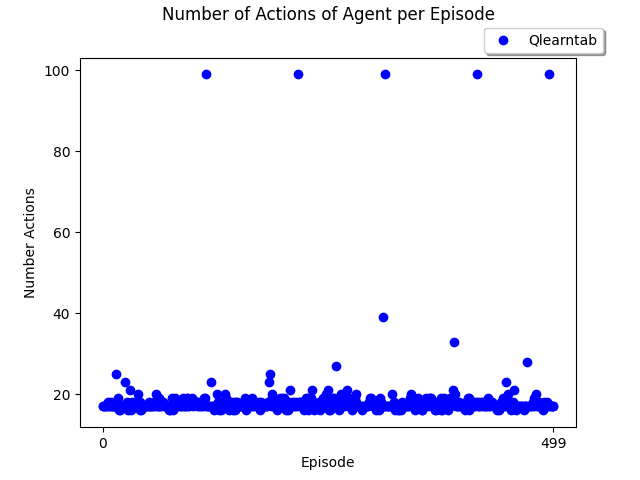 Number of Actions of Agent per Episode
Qlearntab
100
80
60
40
20
Number Actions
0
499
Episode